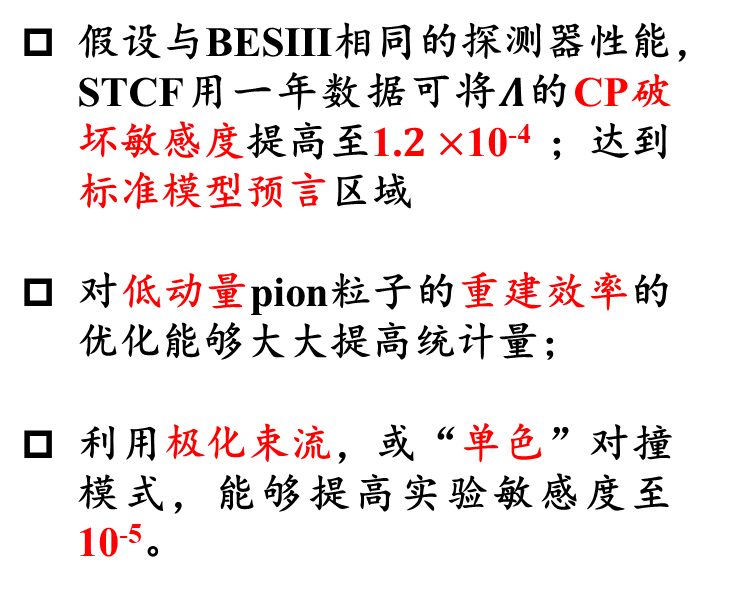 假设与BESIII相同的探测器性能，
STCF用一年数据可将Λ的CP破
坏敏感度提高至1.2 ×10⁻⁴ ；达到
标准模型预言区域
对低动量pion粒子的重建效率的
优化能够大大提高统计量；
利用极化束流，或“单色”对撞
模式，能够提高实验敏感度至
10⁻⁵。